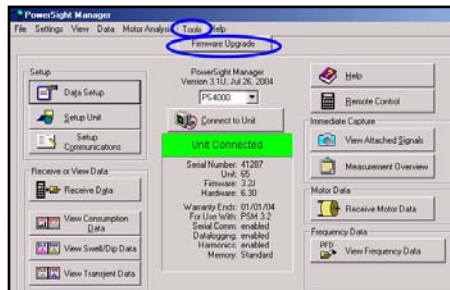 PowerSight Manager
File Settings View Data Motor Analysis Tools Help
Firmware Upgrade
Setup
Data Setup
Setup Unit
Setup Communications
Receive or View Data
Receive Data
View Consumption Data
View Swell/Dip Data
View Transient Data
PowerSight Manager
Version 3.1U, Jul 26, 2004
PS4000
Connect to Unit
Unit Connected
Serial Number: 41287
Unit: 65
Firmware: 3.2J
Hardware: 6.30
Warranty Ends: 01/01/04
For Use With: PSM 3.2
Serial Comm: enabled
Datalogging: enabled
Harmonics: enabled
Memory: Standard
Help
Remote Control
Immediate Capture
View Attached Signals
Measurement Overview
Motor Data
Receive Motor Data
Frequency Data
PFD
View Frequency Data